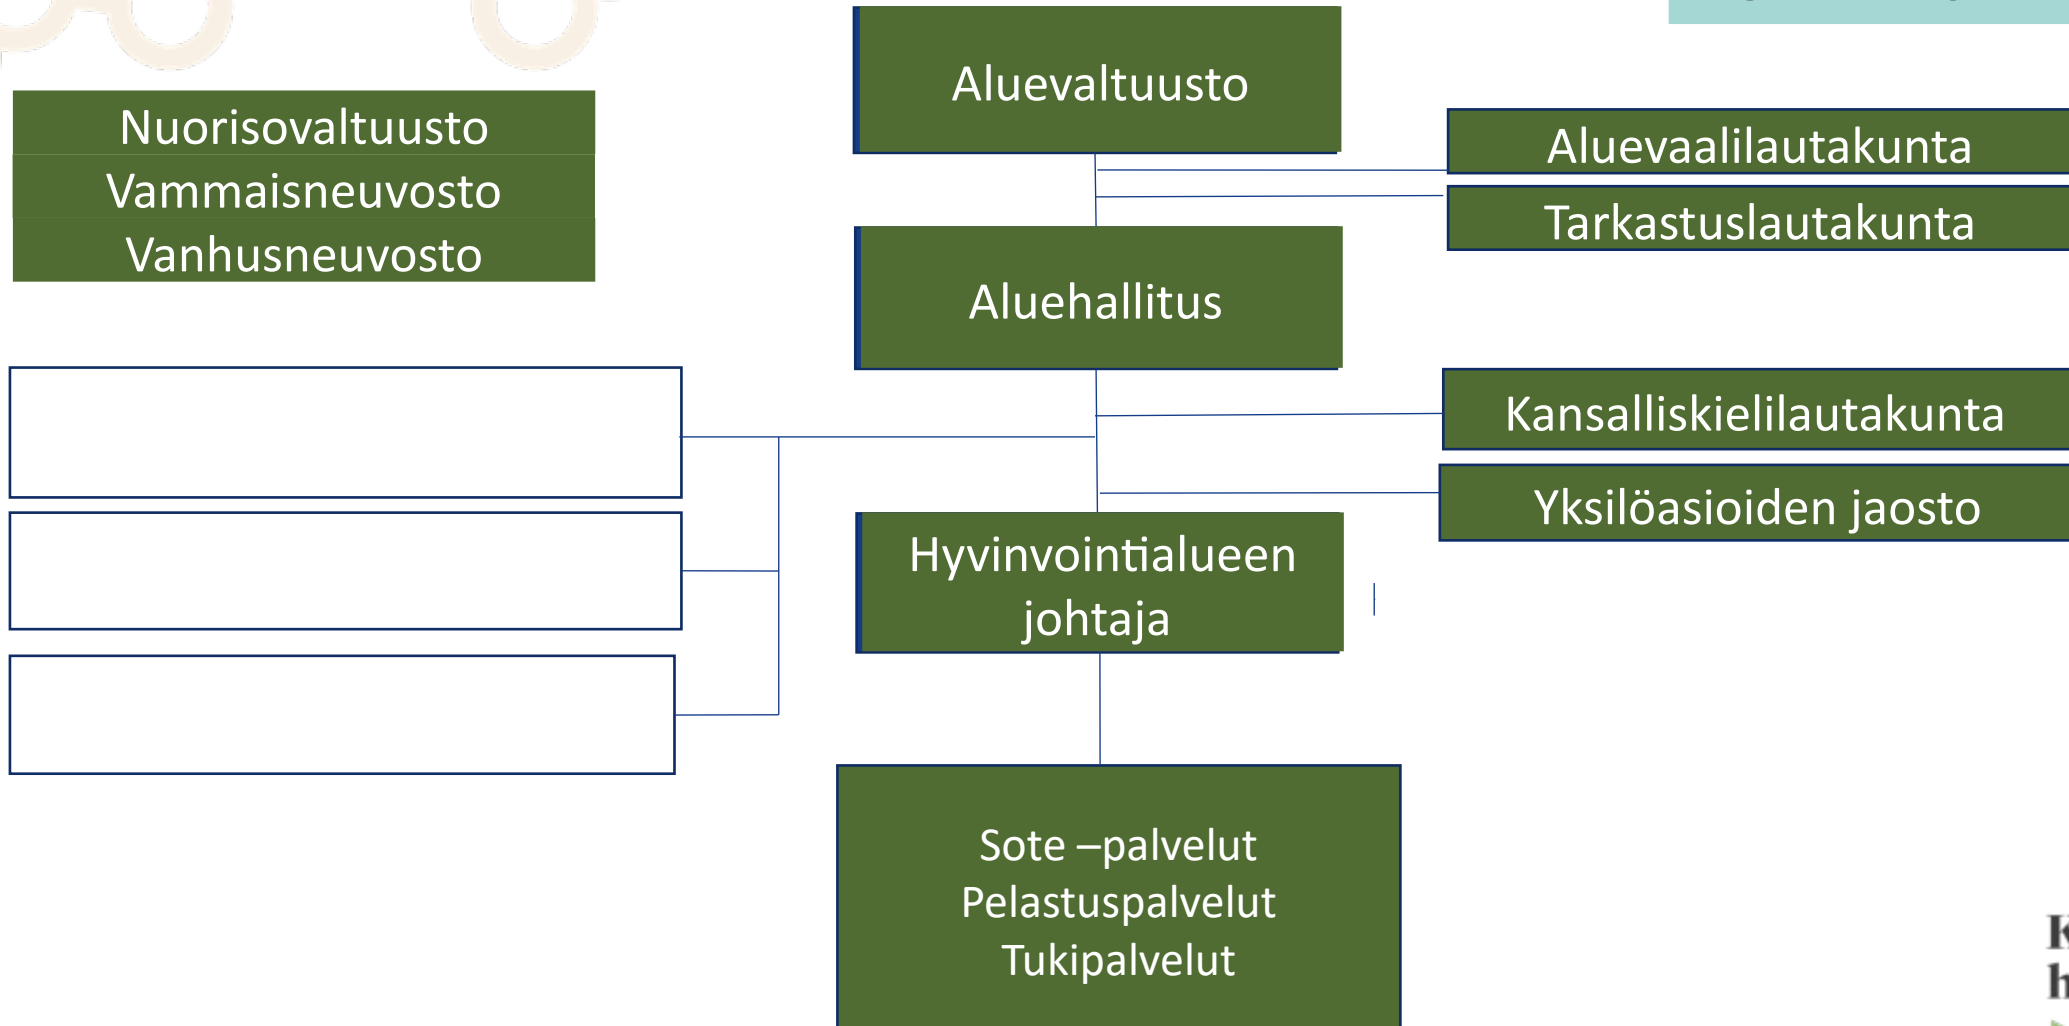 Aluevaltuusto
Nuorisovaltuusto
Vammaisneuvosto
Vanhusneuvosto
Aluevaalilautakunta
Tarkastuslautakunta
Aluehallitus
Kansalliskielilautakunta
Yksilöasioiden jaosto
Hyvinvointialueen
johtaja
Sote –palvelut
Pelastuspalvelut
Tukipalvelut